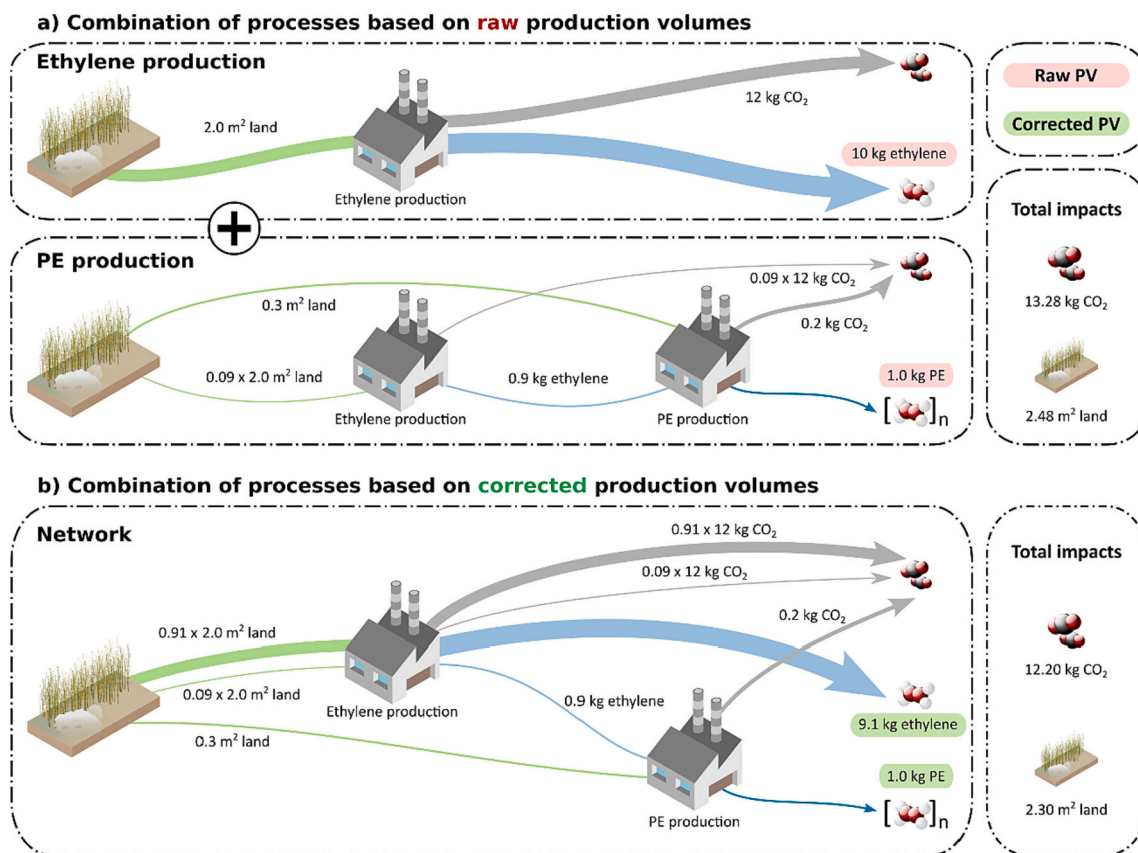 a) Combination of processes based on raw production volumes
Ethylene production
2.0 m² land
Ethylene production
12 kg CO₂
10 kg ethylene
Raw PV
Corrected PV
+
PE production
0.3 m² land
0.09 x 2.0 m² land
Ethylene production
0.9 kg ethylene
PE production
0.09 x 12 kg CO₂
0.2 kg CO₂
1.0 kg PE
[ ]n
Total impacts
13.28 kg CO₂
2.48 m² land
b) Combination of processes based on corrected production volumes
Network
0.91 x 2.0 m² land
0.09 x 2.0 m² land
0.3 m² land
Ethylene production
0.91 x 12 kg CO₂
0.09 x 12 kg CO₂
0.2 kg CO₂
0.9 kg ethylene
PE production
9.1 kg ethylene
1.0 kg PE
[ ]n
Total impacts
12.20 kg CO₂
2.30 m² land